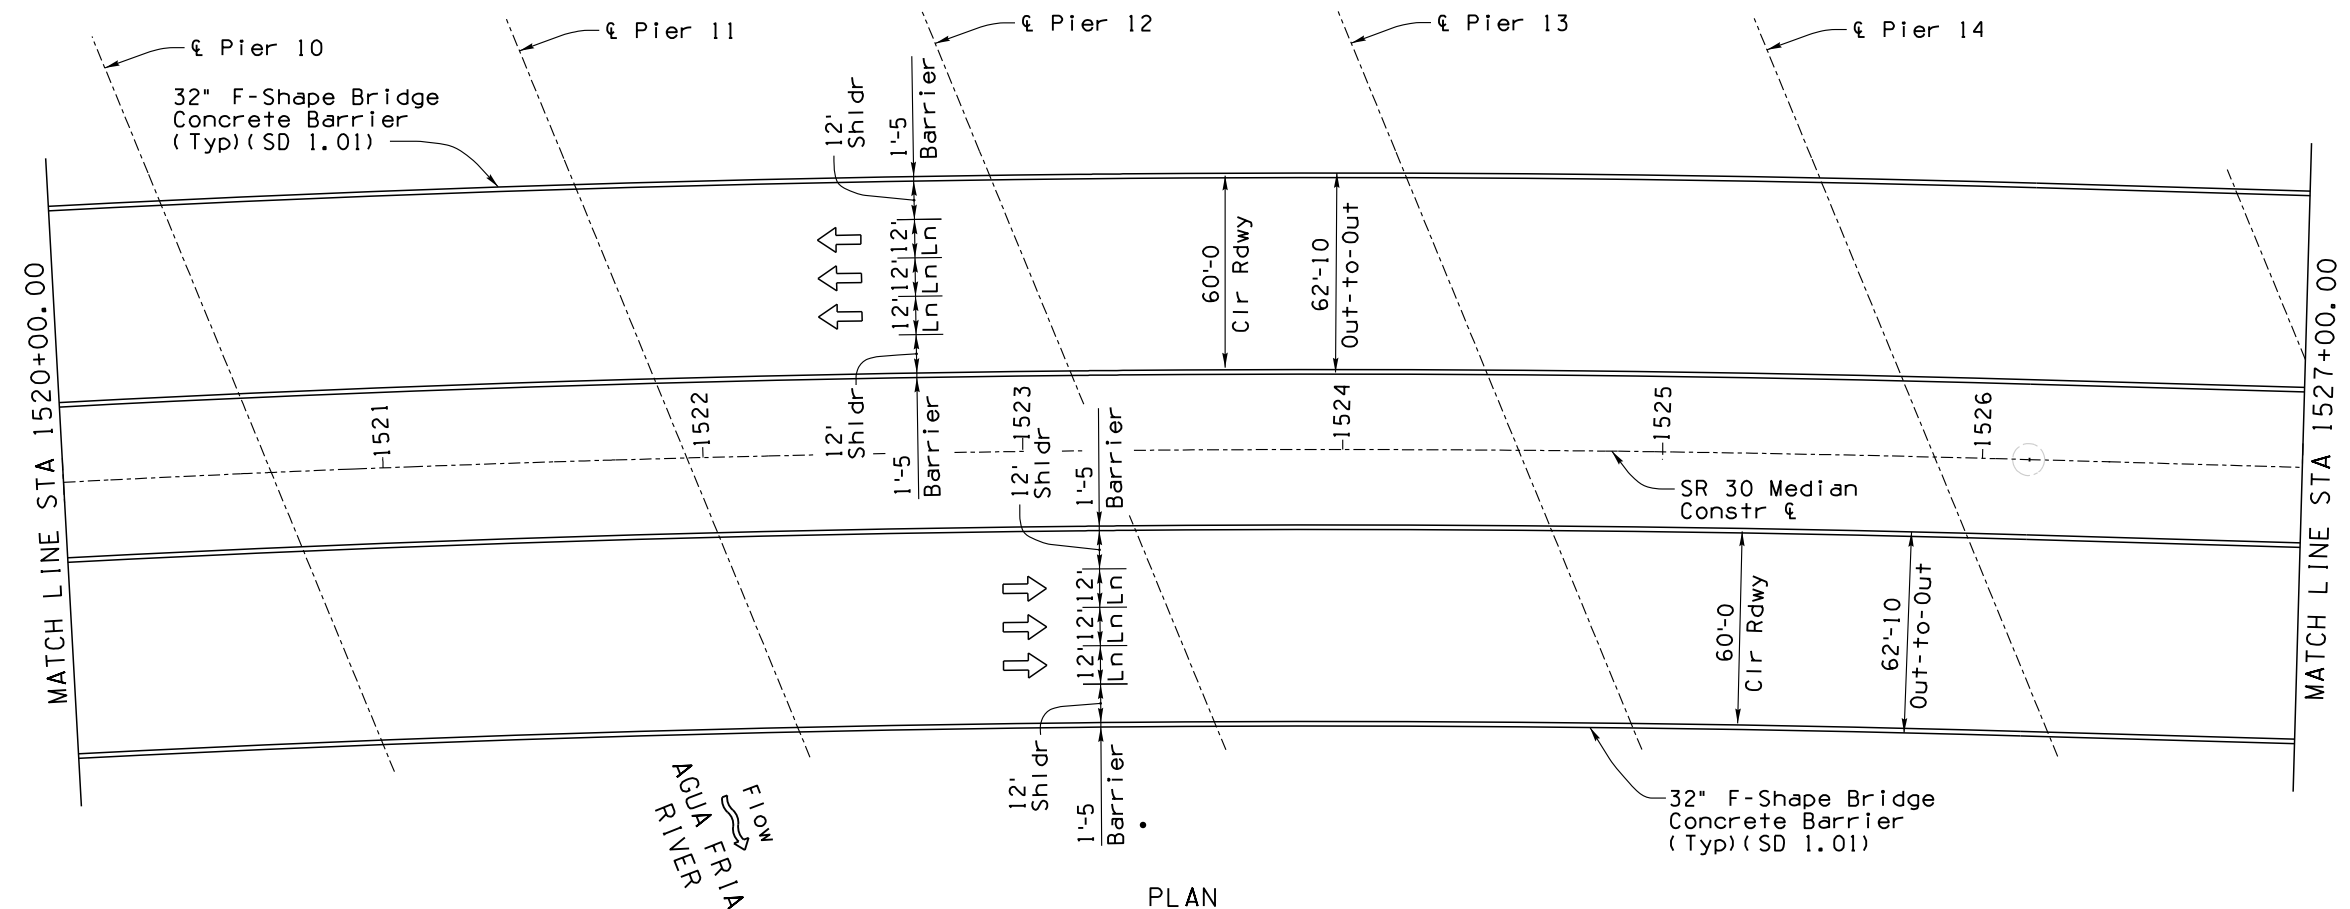 ℄ Pier 10
℄ Pier 11
℄ Pier 12
℄ Pier 13
℄ Pier 14
32" F-Shape Bridge
Concrete Barrier
(Typ)(SD 1.01)
12'
Shldr
1'-5
Barrier
12'
Ln
12'
Ln
12'
Ln
12'
Shldr
1'-5
Barrier
60'-0
Clr Rdwy
62'-10
Out-to-Out
MATCH LINE STA 1520+00.00
1521
1522
1523
1524
1525
1526
MATCH LINE STA 1527+00.00
SR 30 Median
Constr ℄
12'
Shldr
1'-5
Barrier
12'
Ln
12'
Ln
12'
Ln
12'
Shldr
1'-5
Barrier
60'-0
Clr Rdwy
62'-10
Out-to-Out
Flow
AGUA FRIA
RIVER
32" F-Shape Bridge
Concrete Barrier
(Typ)(SD 1.01)
PLAN